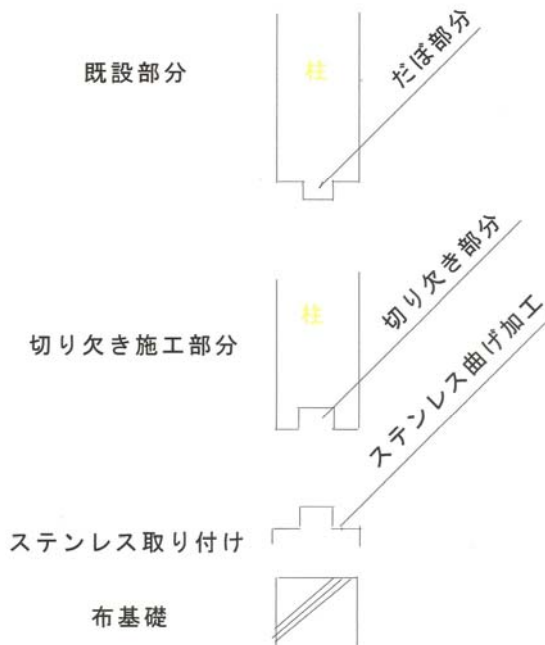 既設部分
柱
だぼ部分
切り欠き施工部分
柱
切り欠き部分
ステンレス曲げ加工
ステンレス取り付け
布基礎